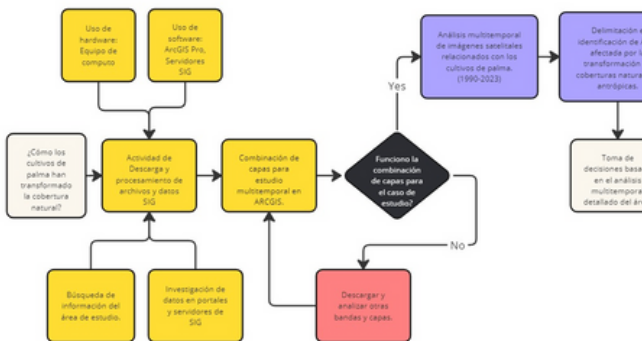 Uso de
hardware:
Equipo de
computo
Uso de
software:
ArcGIS Pro,
Servidores
SIG
¿Cómo los
cultivos de
palma han
transformado
la cobertura
natural?
Actividad de
Descarga y
procesamiento de
archivos y datos
SIG
Combinación de
capas para
estudio
multitemporal en
ARCGIS.
Funciono la
combinación
de capas para
el caso de
estudio?
Yes
No
Análisis multitemporal
de imágenes satelitales
relacionados con los
cultivos de palma.
(1990-2023)
Delimitación e
identificación de
afectada por la
transformación
coberturas
antrópicas.
Toma de
decisiones
en el análisis
multitemporal
detallado del
Búsqueda de
información del
área de estudio.
Investigación de
datos en portales
y servidores de
SIG
Descargar y
analizar otras
bandas y capas.